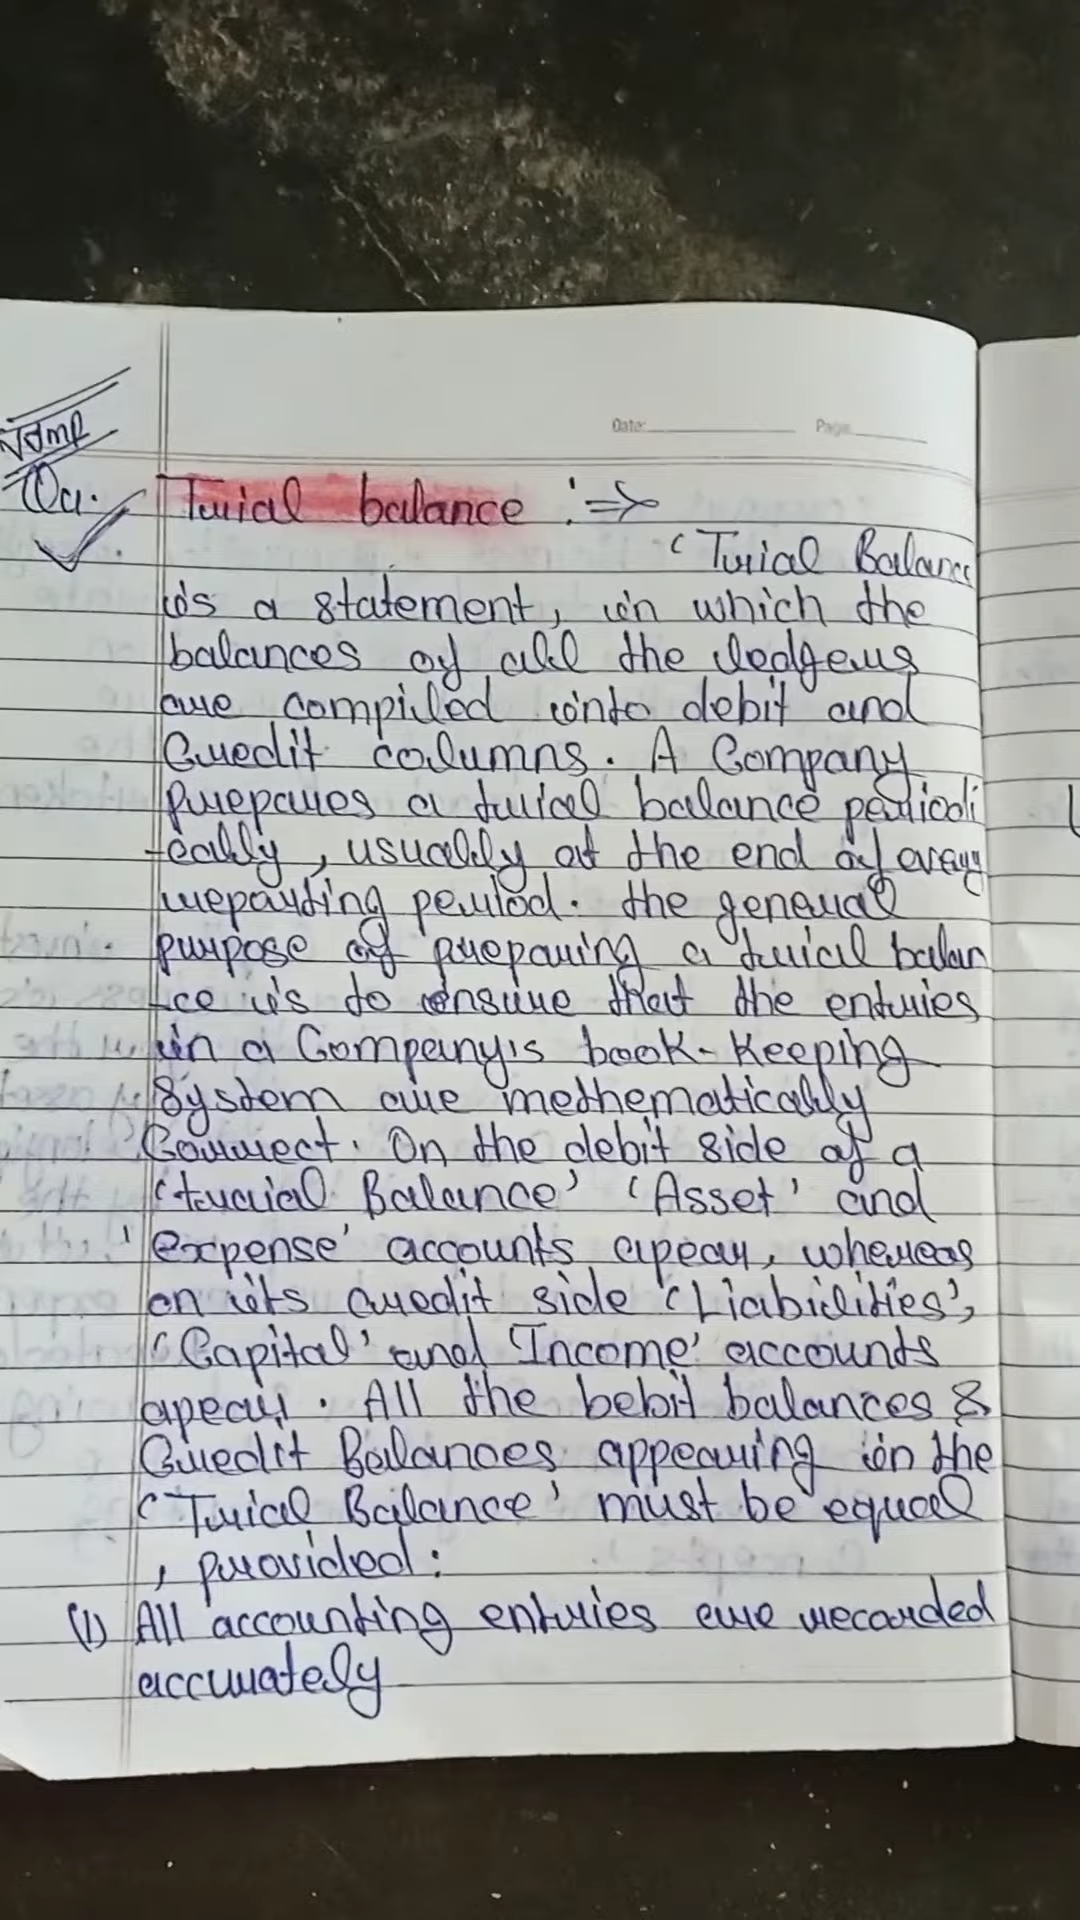 Date: Page
Trial balance :⇒
'Trial Balance
is a statement, in which the
balances of all the ledgers
are compiled into debit and
Credit columns. A Company
Prepares a trial balance periodi
cally, usually at the end of every
reporting period. the general
purpose of preparing a trial balan
ce is to ensure that the entries
in a Company's book-Keeping
System are methematically
Correct. On the debit side of a
'traial Balance' 'Asset' and
'expense' accounts apear, whereas
on its credit side 'Liabilities',
'Capital' and 'Income' accounts
apear. All the bebit balances &
Credit Balances appearing in the
'Trial Balance' must be equal
, provided:
(1) All accounting entries are recorded
accurately